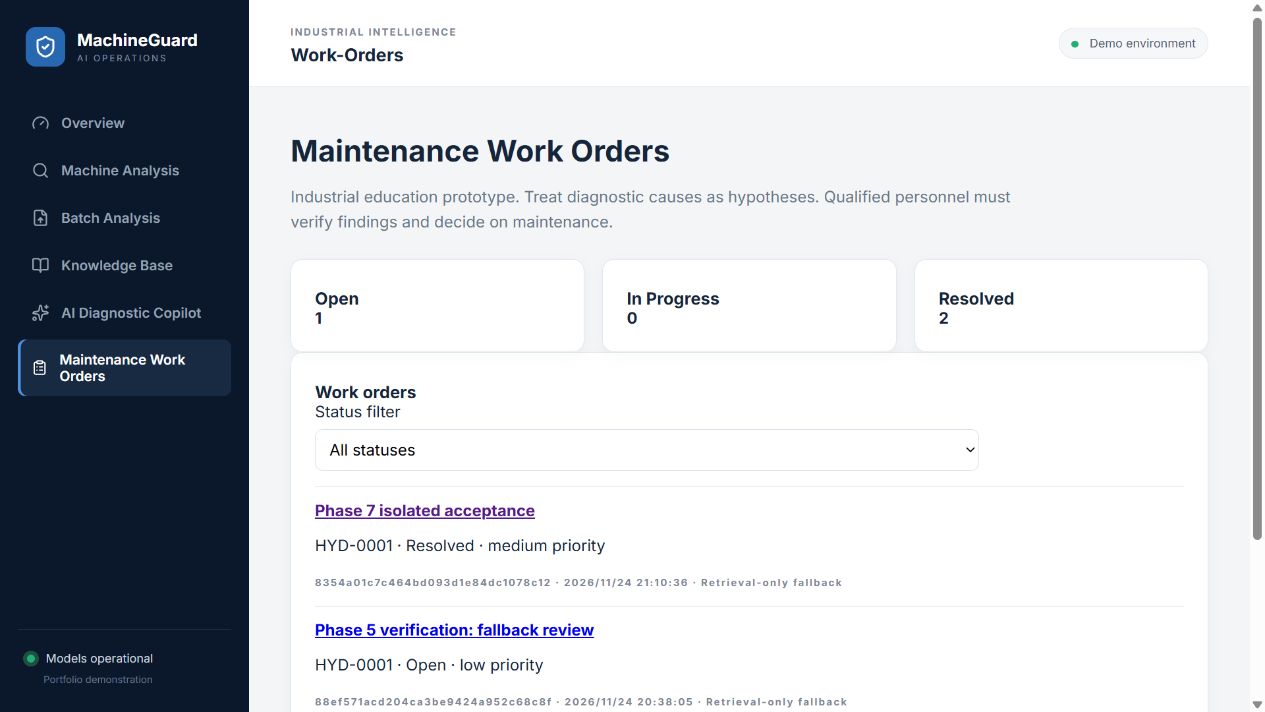 MachineGuard
AI OPERATIONS
Overview
Machine Analysis
Batch Analysis
Knowledge Base
AI Diagnostic Copilot
Maintenance Work
Orders
Models operational
Portfolio demonstration
INDUSTRIAL INTELLIGENCE
Work-Orders
Demo environment
Maintenance Work Orders
Industrial education prototype. Treat diagnostic causes as hypotheses. Qualified personnel must
verify findings and decide on maintenance.
Open
1
In Progress
0
Resolved
2
Work orders
Status filter
All statuses
Phase 7 isolated acceptance
HYD-0001 · Resolved · medium priority
8354a01c7c464bd093d1e84dc1078c12 · 2026/11/24 21:10:36 · Retrieval-only fallback
Phase 5 verification: fallback review
HYD-0001 · Open · low priority
88ef571acd204ca3be9424a952c68c8f · 2026/11/24 20:38:05 · Retrieval-only fallback